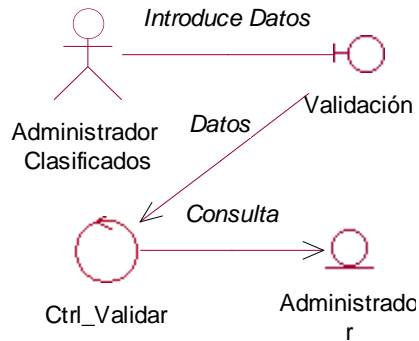 Introduce Datos
Validación
Administrador
Clasificados
Datos
Consulta
Ctrl_Validar
Administrado
r